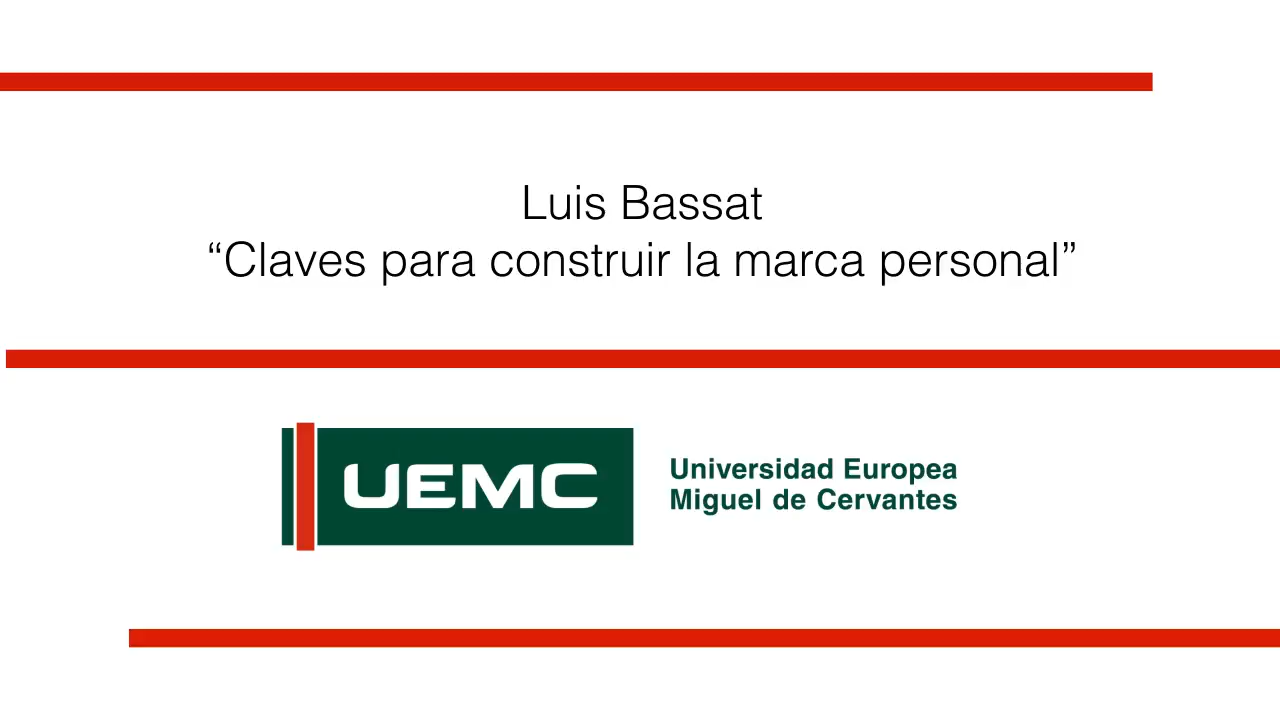 Luis Bassat
“Claves para construir la marca personal”
UEMC
Universidad Europea
Miguel de Cervantes